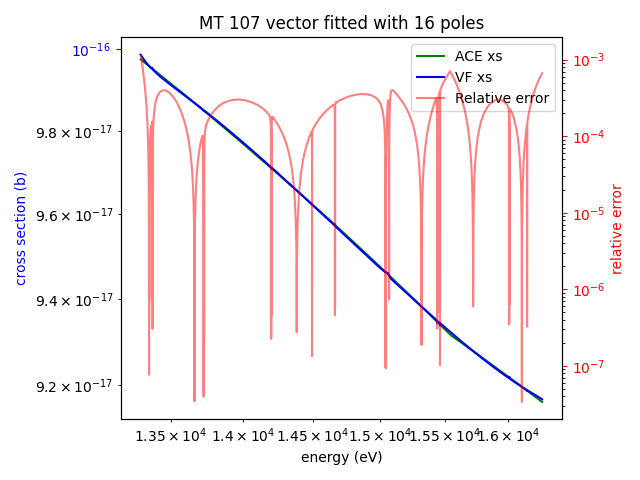 MT 107 vector fitted with 16 poles
cross section (b)
10^−16
9.8 × 10^−17
9.6 × 10^−17
9.4 × 10^−17
9.2 × 10^−17
ACE xs
VF xs
Relative error
10^−3
10^−4
10^−5
10^−6
10^−7
relative error
1.35 × 10^4 1.4 × 10^4 1.45 × 10^4 1.5 × 10^4 1.55 × 10^4 1.6 × 10^4
energy (eV)